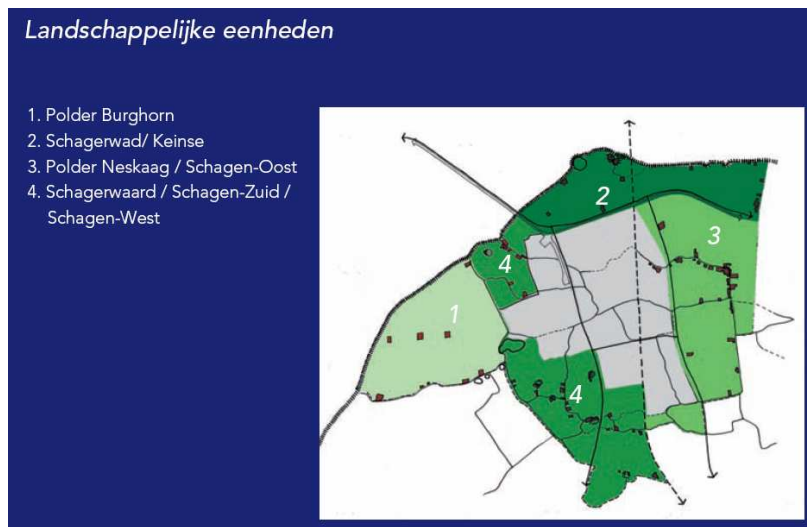 Landschappelijke eenheden
1. Polder Burghorn
2. Schagerwad/ Keinse
3. Polder Neskaag / Schagen-Oost
4. Schagerwaard / Schagen-Zuid /
Schagen-West
2
3
4
1
4